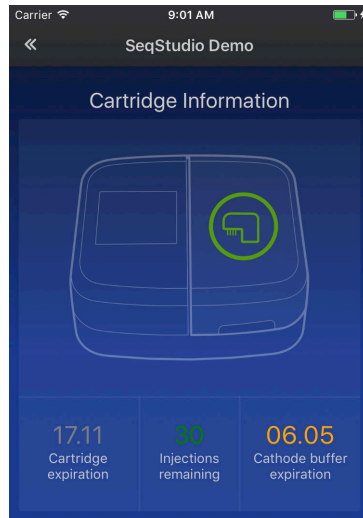 Carrier 9:01 AM
SeqStudio Demo
Cartridge Information
17.11
30
06.05
Cartridge
expiration
Injections
remaining
Cathode buffer
expiration